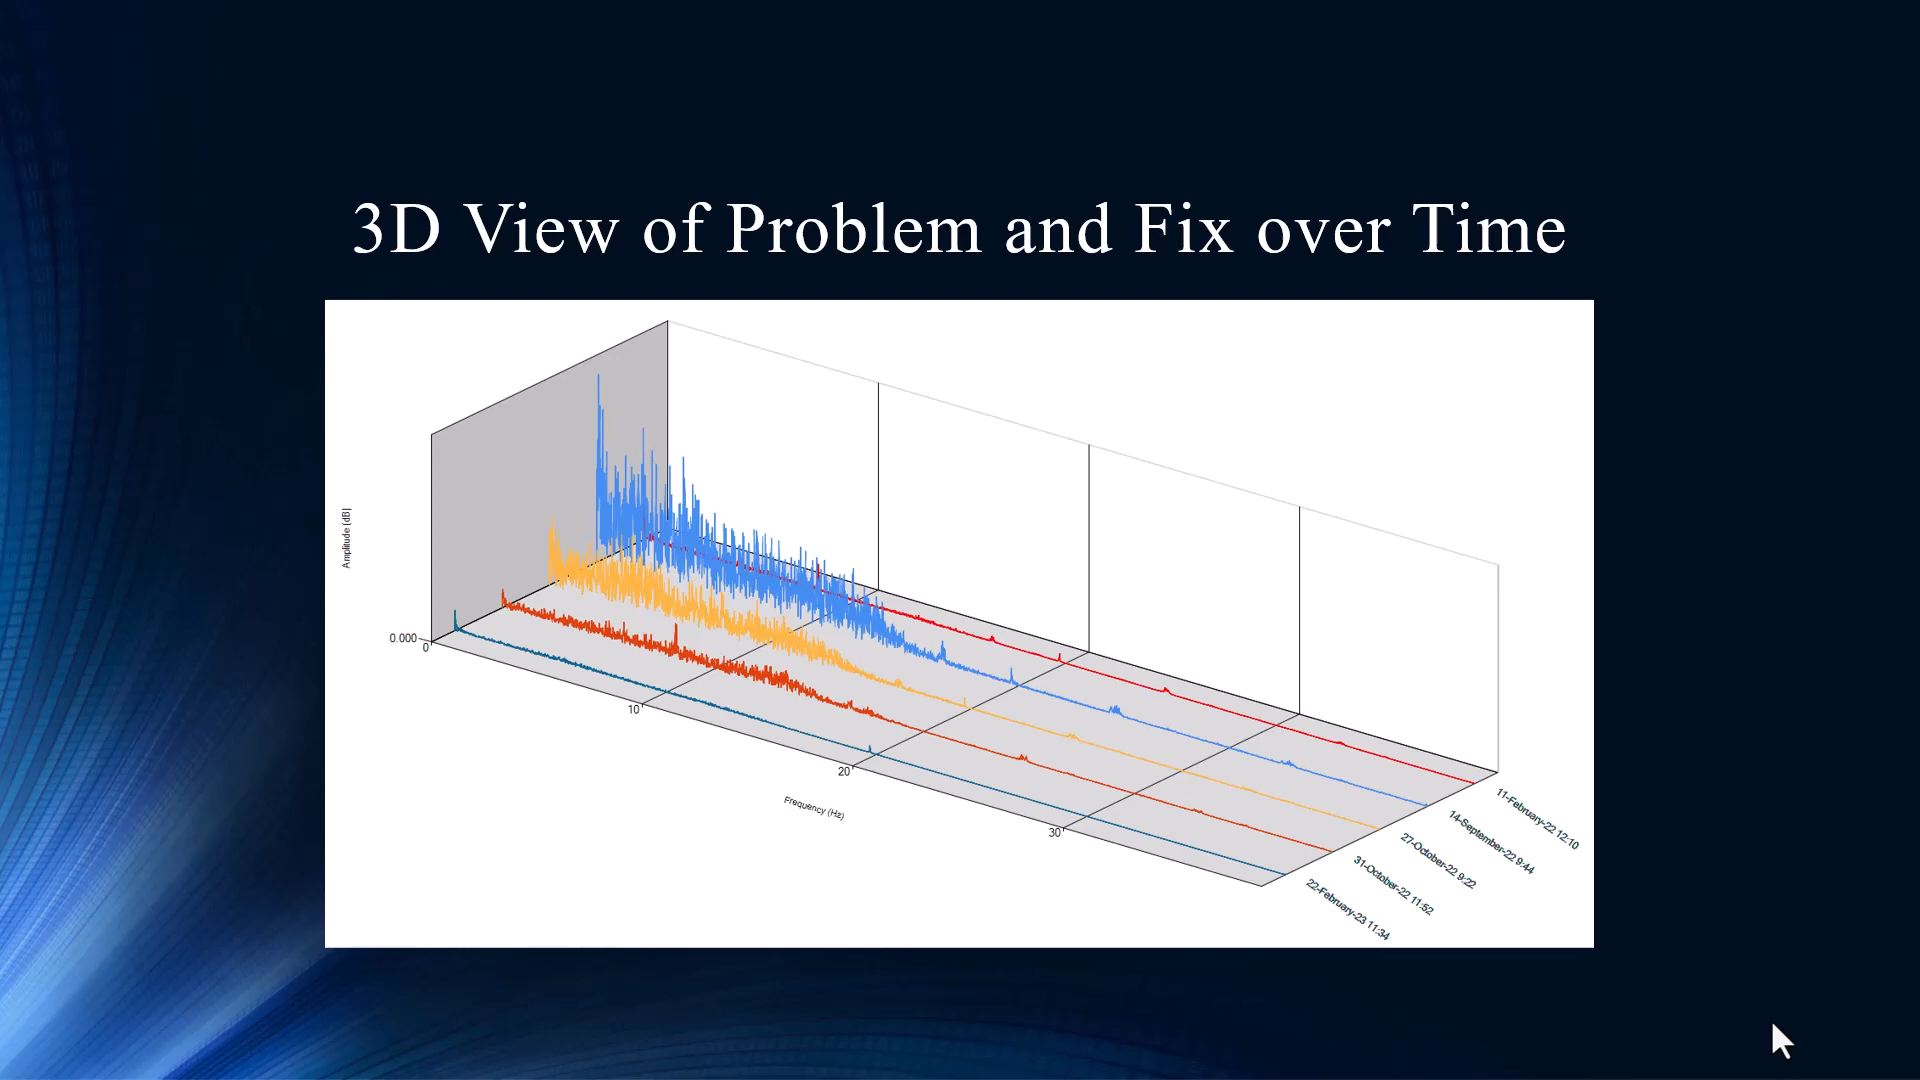 3D View of Problem and Fix over Time
Amplitude (dB)
0.000
0
10
20
30
Frequency (Hz)
11-February-22 12:10
14-September-22 9:44
27-October-22 9:22
31-October-22 11:52
22-February-23 11:34